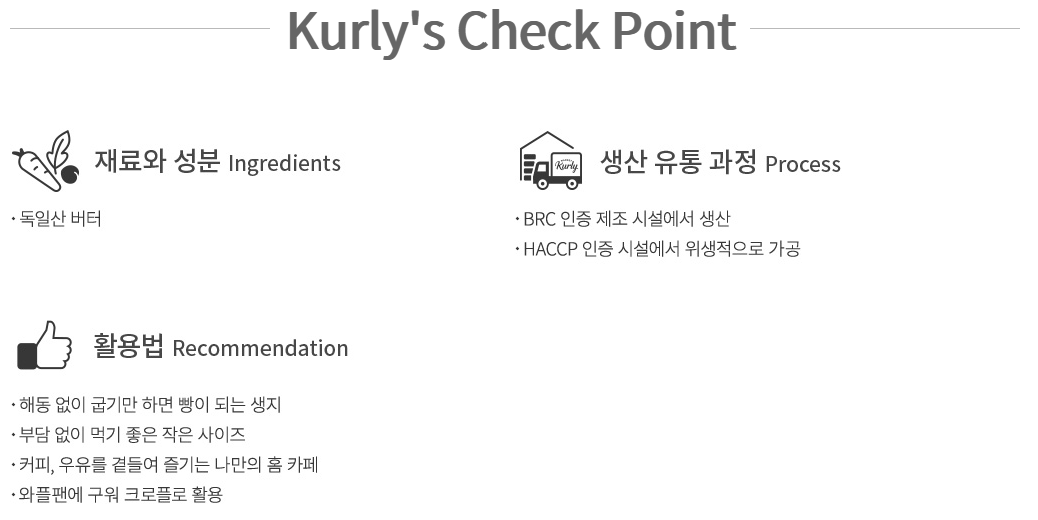 Kurly's Check Point
재료와 성분 Ingredients
· 독일산 버터
Kurly
생산 유통 과정 Process
· BRC 인증 제조 시설에서 생산
· HACCP 인증 시설에서 위생적으로 가공
활용법 Recommendation
· 해동 없이 굽기만 하면 빵이 되는 생지
· 부담 없이 먹기 좋은 작은 사이즈
· 커피, 우유를 곁들여 즐기는 나만의 홈 카페
· 와플팬에 구워 크로플로 활용